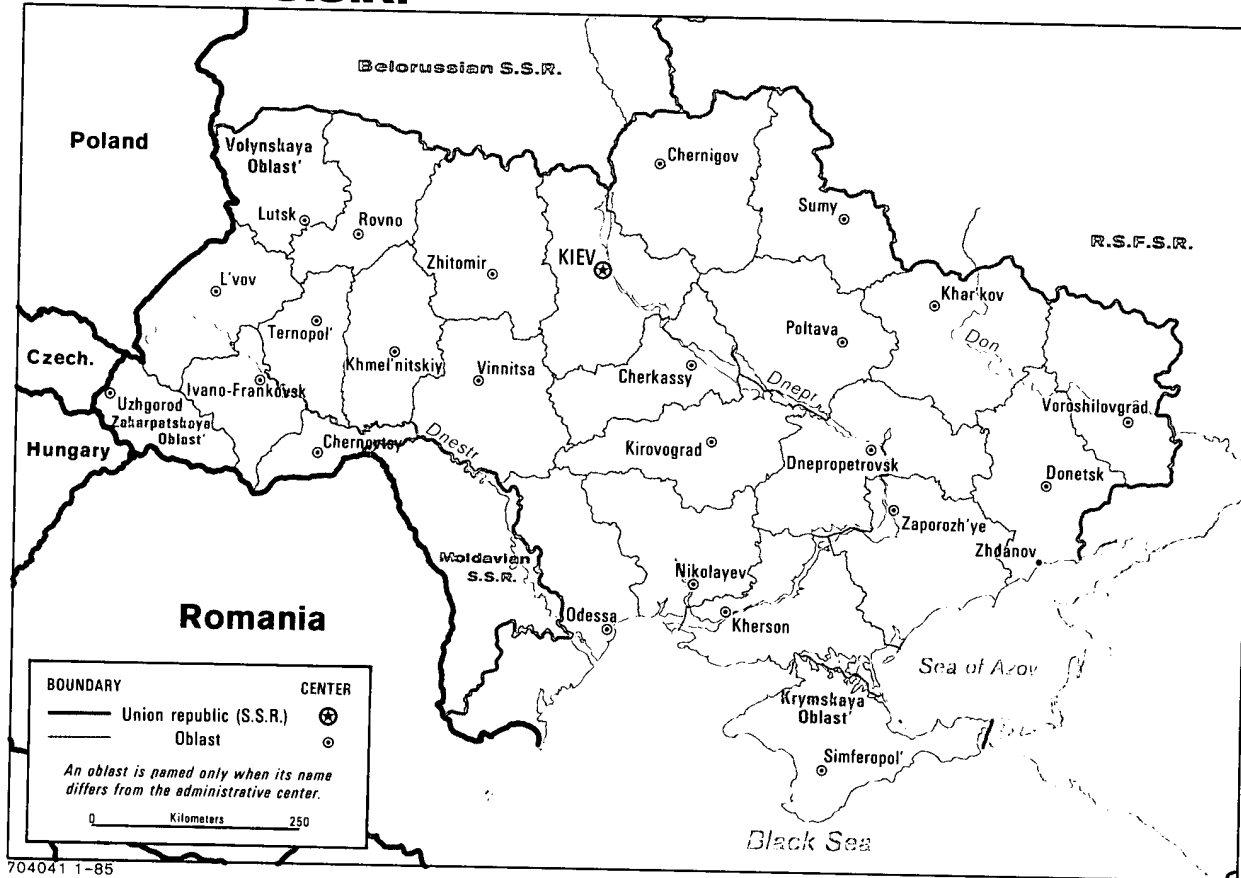 Belorussian S.S.R.
Poland
Volynskaya
Oblast'
Chernigov
Lutsk
Rovno
Sumy
R.S.F.S.R.
Zhitomir
KIEV
L'vov
Khar'kov
Ternopol'
Poltava
Don
Czech.
Khmel'nitskiy
Vinnitsa
Cherkassy
Dnepr
Ivano-Frankovsk
Uzhgorod
Zakarpatskaya
Oblast'
Voroshilovgrad
Hungary
Chernovtsy
Dnestr
Kirovograd
Dnepropetrovsk
Donetsk
Zaporozh'ye
Zhdanov
Moldavian
S.S.R.
Nikolayev
Romania
Odessa
Kherson
Sea of Azov
Krymskaya
Oblast'
Simferopol'
Black Sea
BOUNDARY CENTER
Union republic (S.S.R.)
Oblast
An oblast is named only when its name
differs from the administrative center.
0 Kilometers 250
704041 1-85